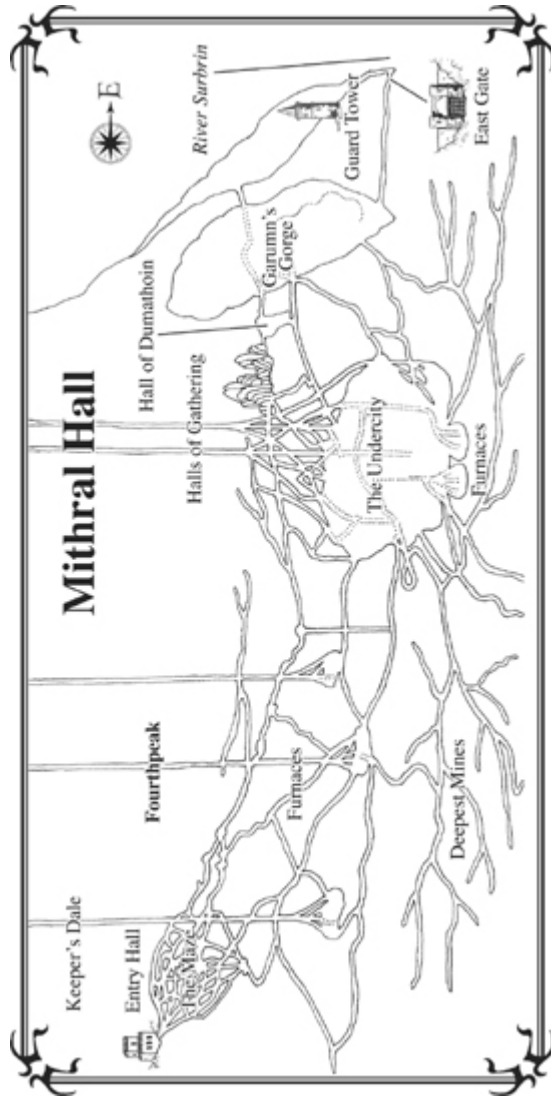 Mithral Hall
Keeper's Dale
Entry Hall
The Maze
Fourthpeak
Furnaces
Deepest Mines
Halls of Gathering
Hall of Dumathoin
The Undercity
Furnaces
Garumn's
Gorge
River Surbrin
E
Guard Tower
East Gate